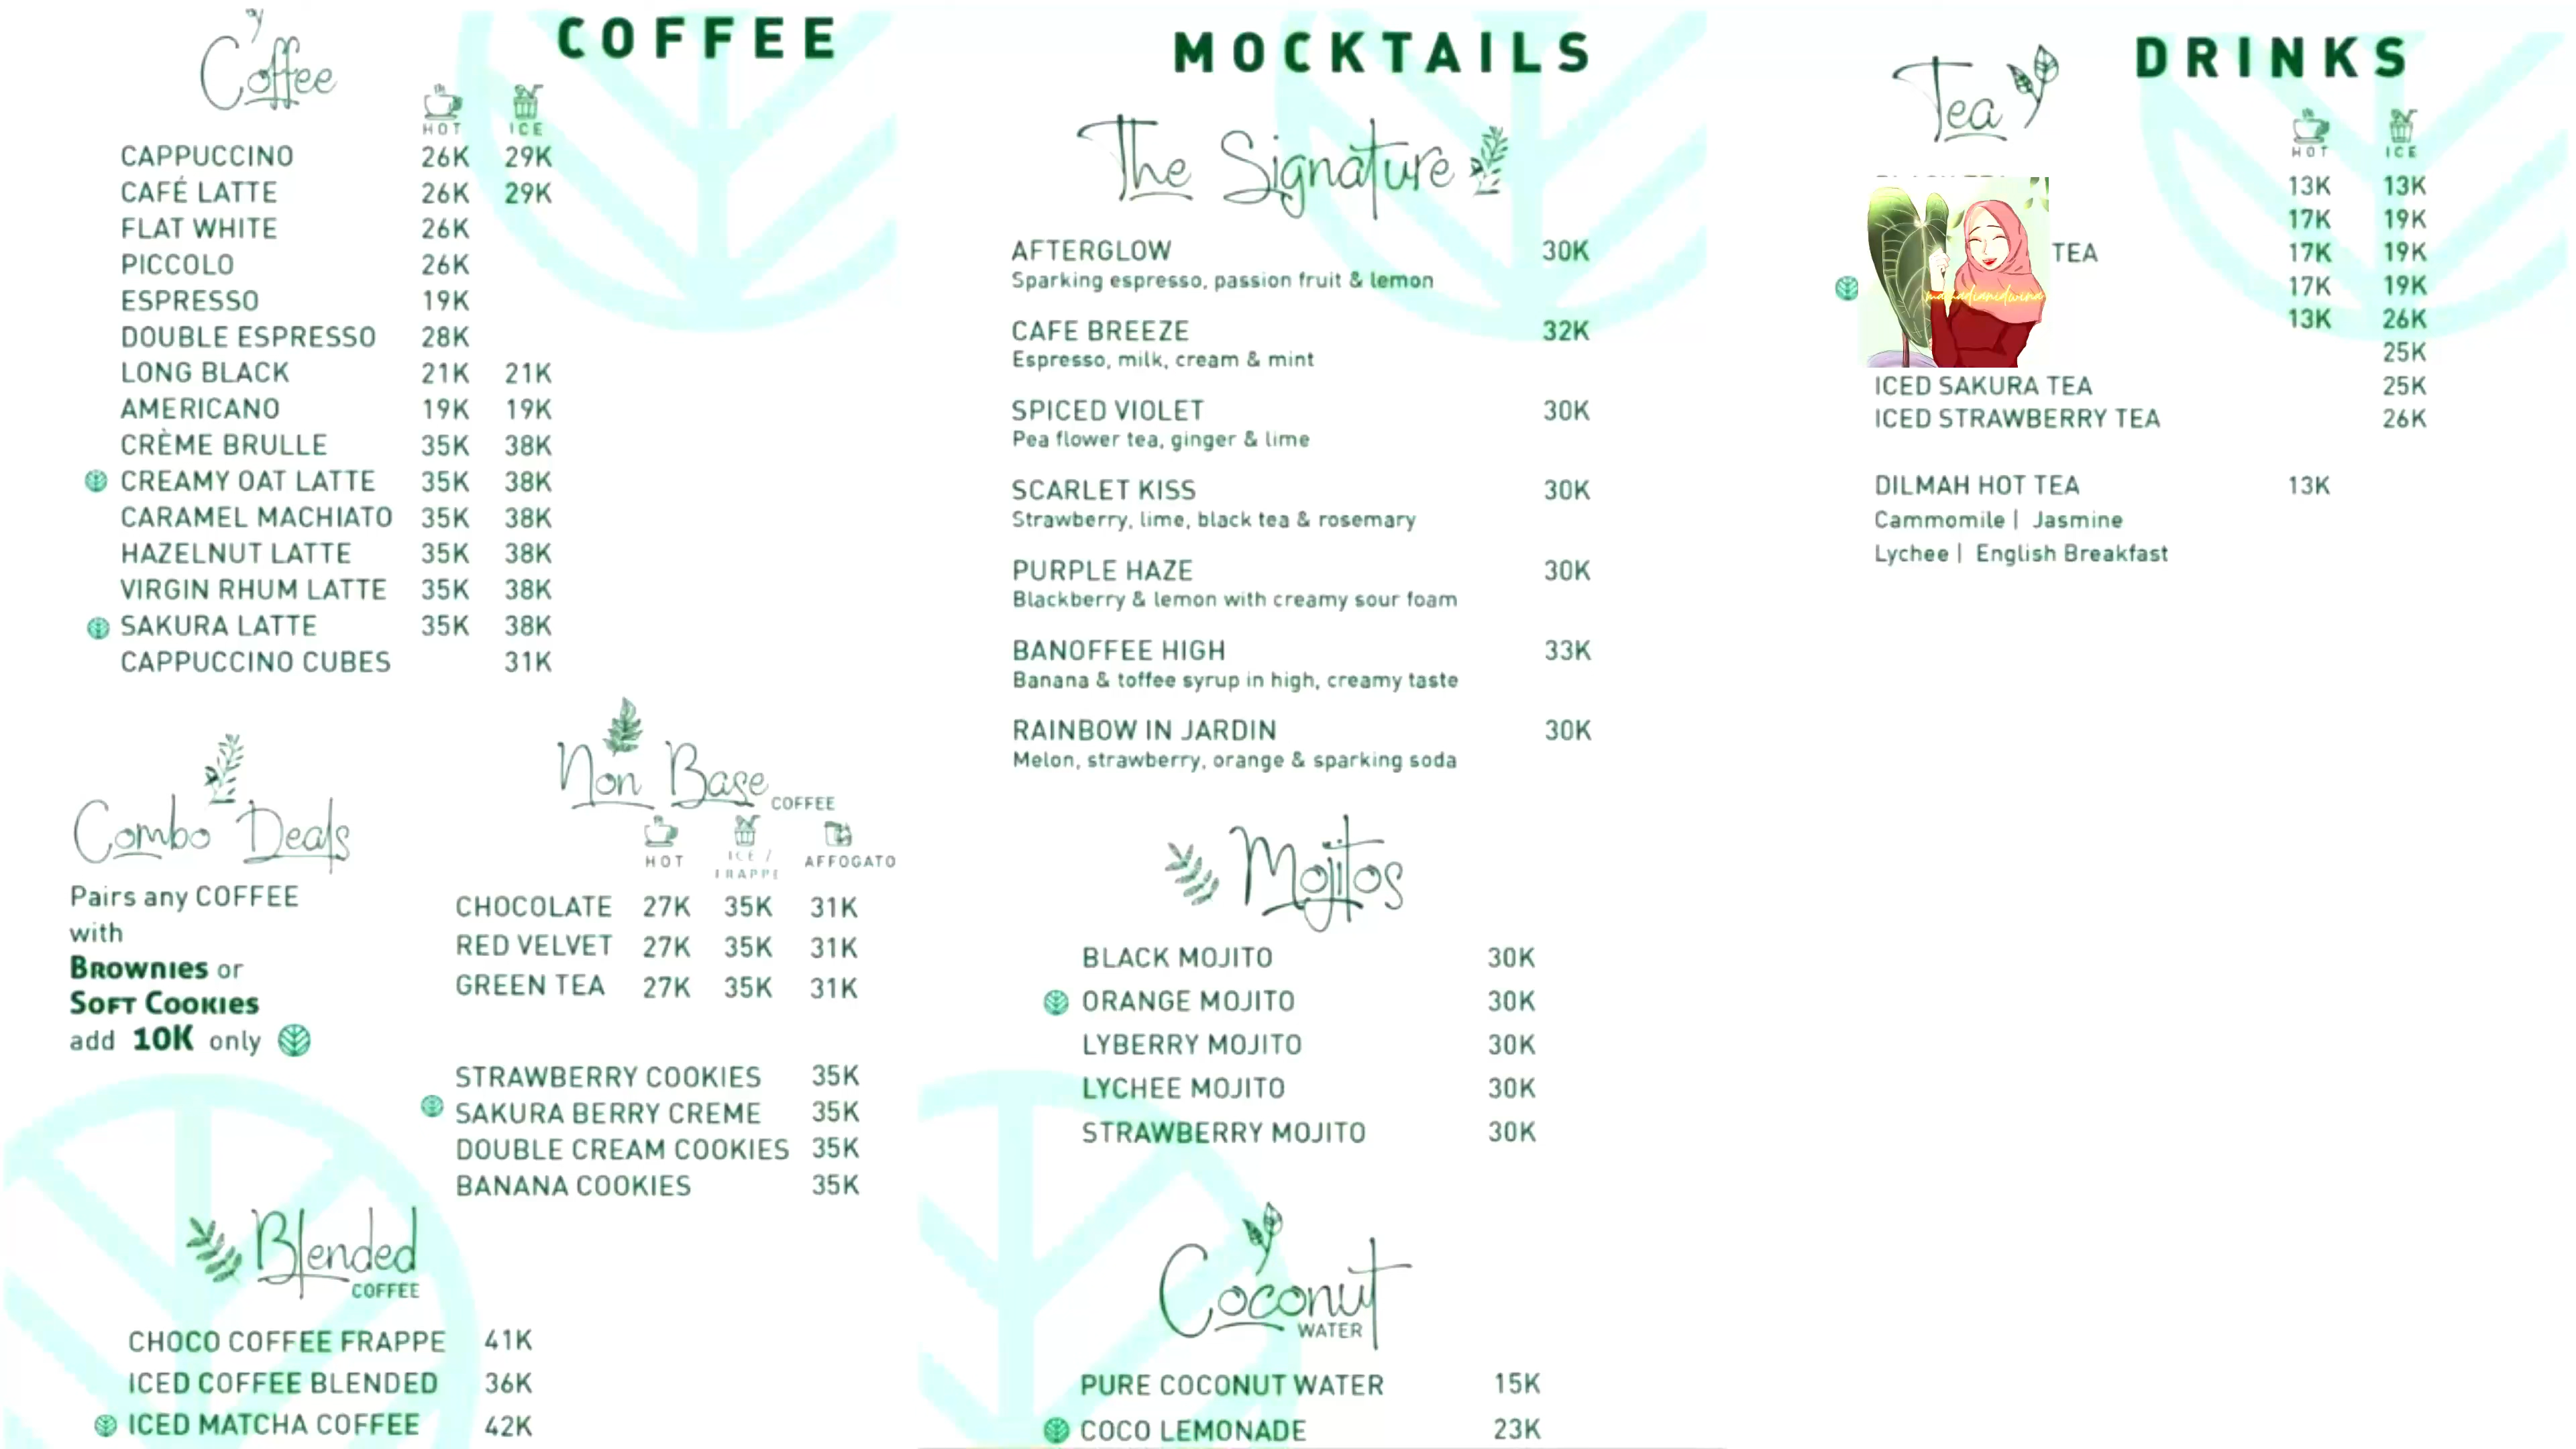 COFFEE
Coffee
HOT ICE
CAPPUCCINO 26K 29K
CAFÉ LATTE 26K 29K
FLAT WHITE 26K
PICCOLO 26K
ESPRESSO 19K
DOUBLE ESPRESSO 28K
LONG BLACK 21K 21K
AMERICANO 19K 19K
CRÈME BRULLE 35K 38K
CREAMY OAT LATTE 35K 38K
CARAMEL MACHIATO 35K 38K
HAZELNUT LATTE 35K 38K
VIRGIN RHUM LATTE 35K 38K
SAKURA LATTE 35K 38K
CAPPUCCINO CUBES 31K
Combo Deals
Pairs any COFFEE
with
BROWNIES or
SOFT COOKIES
add 10K only
Non Base
COFFEE
HOT ICE / FRAPPE AFFOGATO
CHOCOLATE 27K 35K 31K
RED VELVET 27K 35K 31K
GREEN TEA 27K 35K 31K
STRAWBERRY COOKIES 35K
SAKURA BERRY CREME 35K
DOUBLE CREAM COOKIES 35K
BANANA COOKIES 35K
Blended
COFFEE
CHOCO COFFEE FRAPPE 41K
ICED COFFEE BLENDED 36K
ICED MATCHA COFFEE 42K
MOCKTAILS
The Signature
AFTERGLOW 30K
Sparking espresso, passion fruit & lemon
CAFE BREEZE 32K
Espresso, milk, cream & mint
SPICED VIOLET 30K
Pea flower tea, ginger & lime
SCARLET KISS 30K
Strawberry, lime, black tea & rosemary
PURPLE HAZE 30K
Blackberry & lemon with creamy sour foam
BANOFFEE HIGH 33K
Banana & toffee syrup in high, creamy taste
RAINBOW IN JARDIN 30K
Melon, strawberry, orange & sparking soda
Mojitos
BLACK MOJITO 30K
ORANGE MOJITO 30K
LYBERRY MOJITO 30K
LYCHEE MOJITO 30K
STRAWBERRY MOJITO 30K
Coconut
WATER
PURE COCONUT WATER 15K
COCO LEMONADE 23K
DRINKS
Tea
HOT ICE
13K 13K
17K 19K
TEA 17K 19K
17K 19K
13K 26K
25K
ICED SAKURA TEA 25K
ICED STRAWBERRY TEA 26K
DILMAH HOT TEA 13K
Cammomile | Jasmine
Lychee | English Breakfast